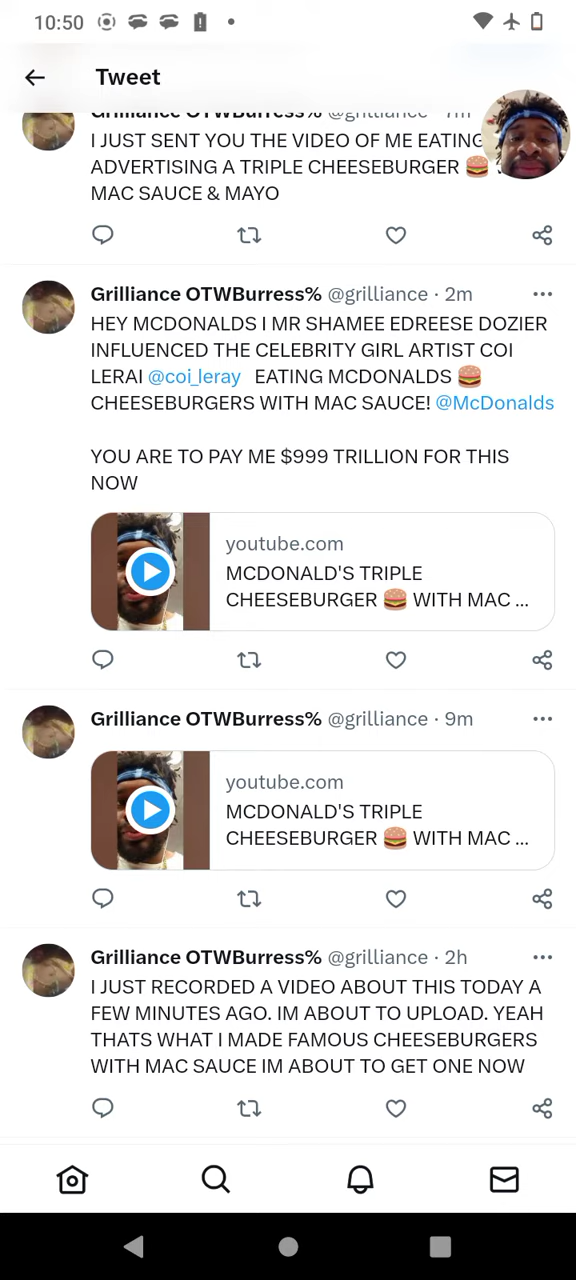 10:50
Tweet
Grilliance OTWBurress% @grilliance · 7m
I JUST SENT YOU THE VIDEO OF ME EATING
ADVERTISING A TRIPLE CHEESEBURGER 🍔
MAC SAUCE & MAYO
Grilliance OTWBurress% @grilliance · 2m
HEY MCDONALDS I MR SHAMEE EDREESE DOZIER
INFLUENCED THE CELEBRITY GIRL ARTIST COI
LERAI @coi_leray EATING MCDONALDS 🍔
CHEESEBURGERS WITH MAC SAUCE! @McDonalds
YOU ARE TO PAY ME $999 TRILLION FOR THIS
NOW
youtube.com
MCDONALD'S TRIPLE
CHEESEBURGER 🍔 WITH MAC ...
Grilliance OTWBurress% @grilliance · 9m
youtube.com
MCDONALD'S TRIPLE
CHEESEBURGER 🍔 WITH MAC ...
Grilliance OTWBurress% @grilliance · 2h
I JUST RECORDED A VIDEO ABOUT THIS TODAY A
FEW MINUTES AGO. IM ABOUT TO UPLOAD. YEAH
THATS WHAT I MADE FAMOUS CHEESEBURGERS
WITH MAC SAUCE IM ABOUT TO GET ONE NOW